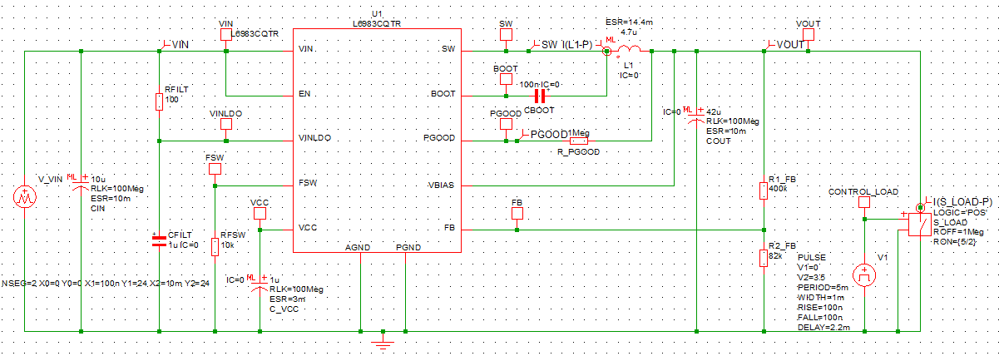 U1
L6983CQTR
VIN
L6983CQTR
VIN
SW
SW
I(L1-P)
ML
ESR=14.4m
4.7u
L1
IC=0
VOUT
VOUT
VIN
SW
EN
BOOT
BOOT
100n IC=0
CBOOT
RFILT
100
VINLDO
VINLDO
PGOOD
PGOOD
PGOOD
1Meg
R_PGOOD
IC=0
ML
42u
RLK=100Meg
ESR=10m
COUT
FSW
FSW
VBIAS
V_VIN
ML
10u
RLK=100Meg
ESR=10m
CIN
R1_FB
400k
CONTROL_LOAD
I(S_LOAD-P)
LOGIC='POS'
S_LOAD
ROFF=1Meg
RON={5/2}
VCC
VCC
FB
FB
AGND
PGND
CFILT
1u IC=0
RFSW
10k
R2_FB
82k
V1
PULSE
V1=0
V2=3.5
PERIOD=5m
WIDTH=1m
RISE=100n
FALL=100n
DELAY=2.2m
NSEG=2 X0=0 Y0=0 X1=100n Y1=24 X2=10m Y2=24
IC=0
ML
1u
RLK=100Meg
ESR=3m
C_VCC